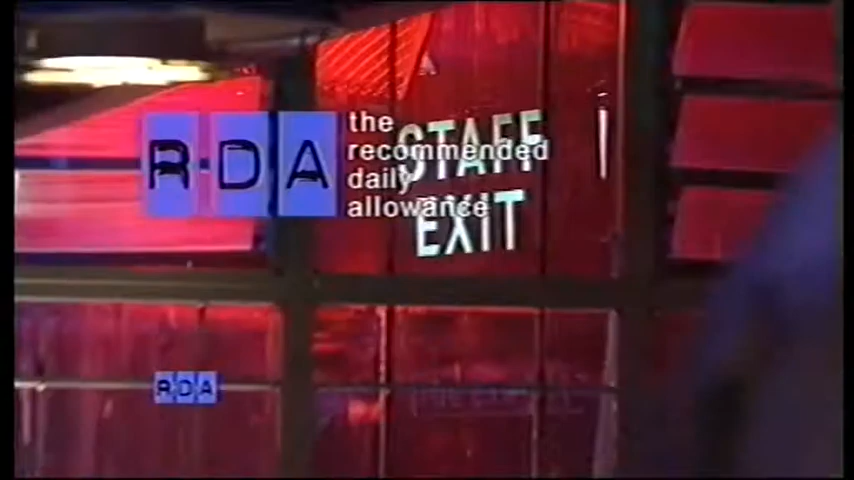 RDA
the
recommended
daily
allowance
STAFF
EXIT
RDA